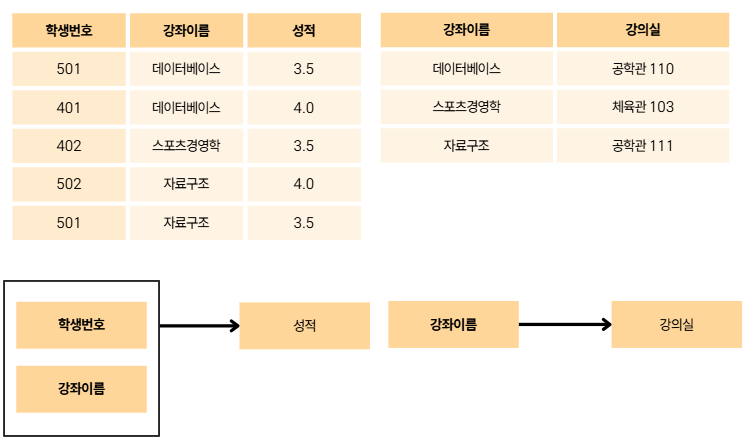 학생번호 강좌이름 성적
501 데이터베이스 3.5
401 데이터베이스 4.0
402 스포츠경영학 3.5
502 자료구조 4.0
501 자료구조 3.5
강좌이름 강의실
데이터베이스 공학관 110
스포츠경영학 체육관 103
자료구조 공학관 111
학생번호
강좌이름
성적
강좌이름
강의실